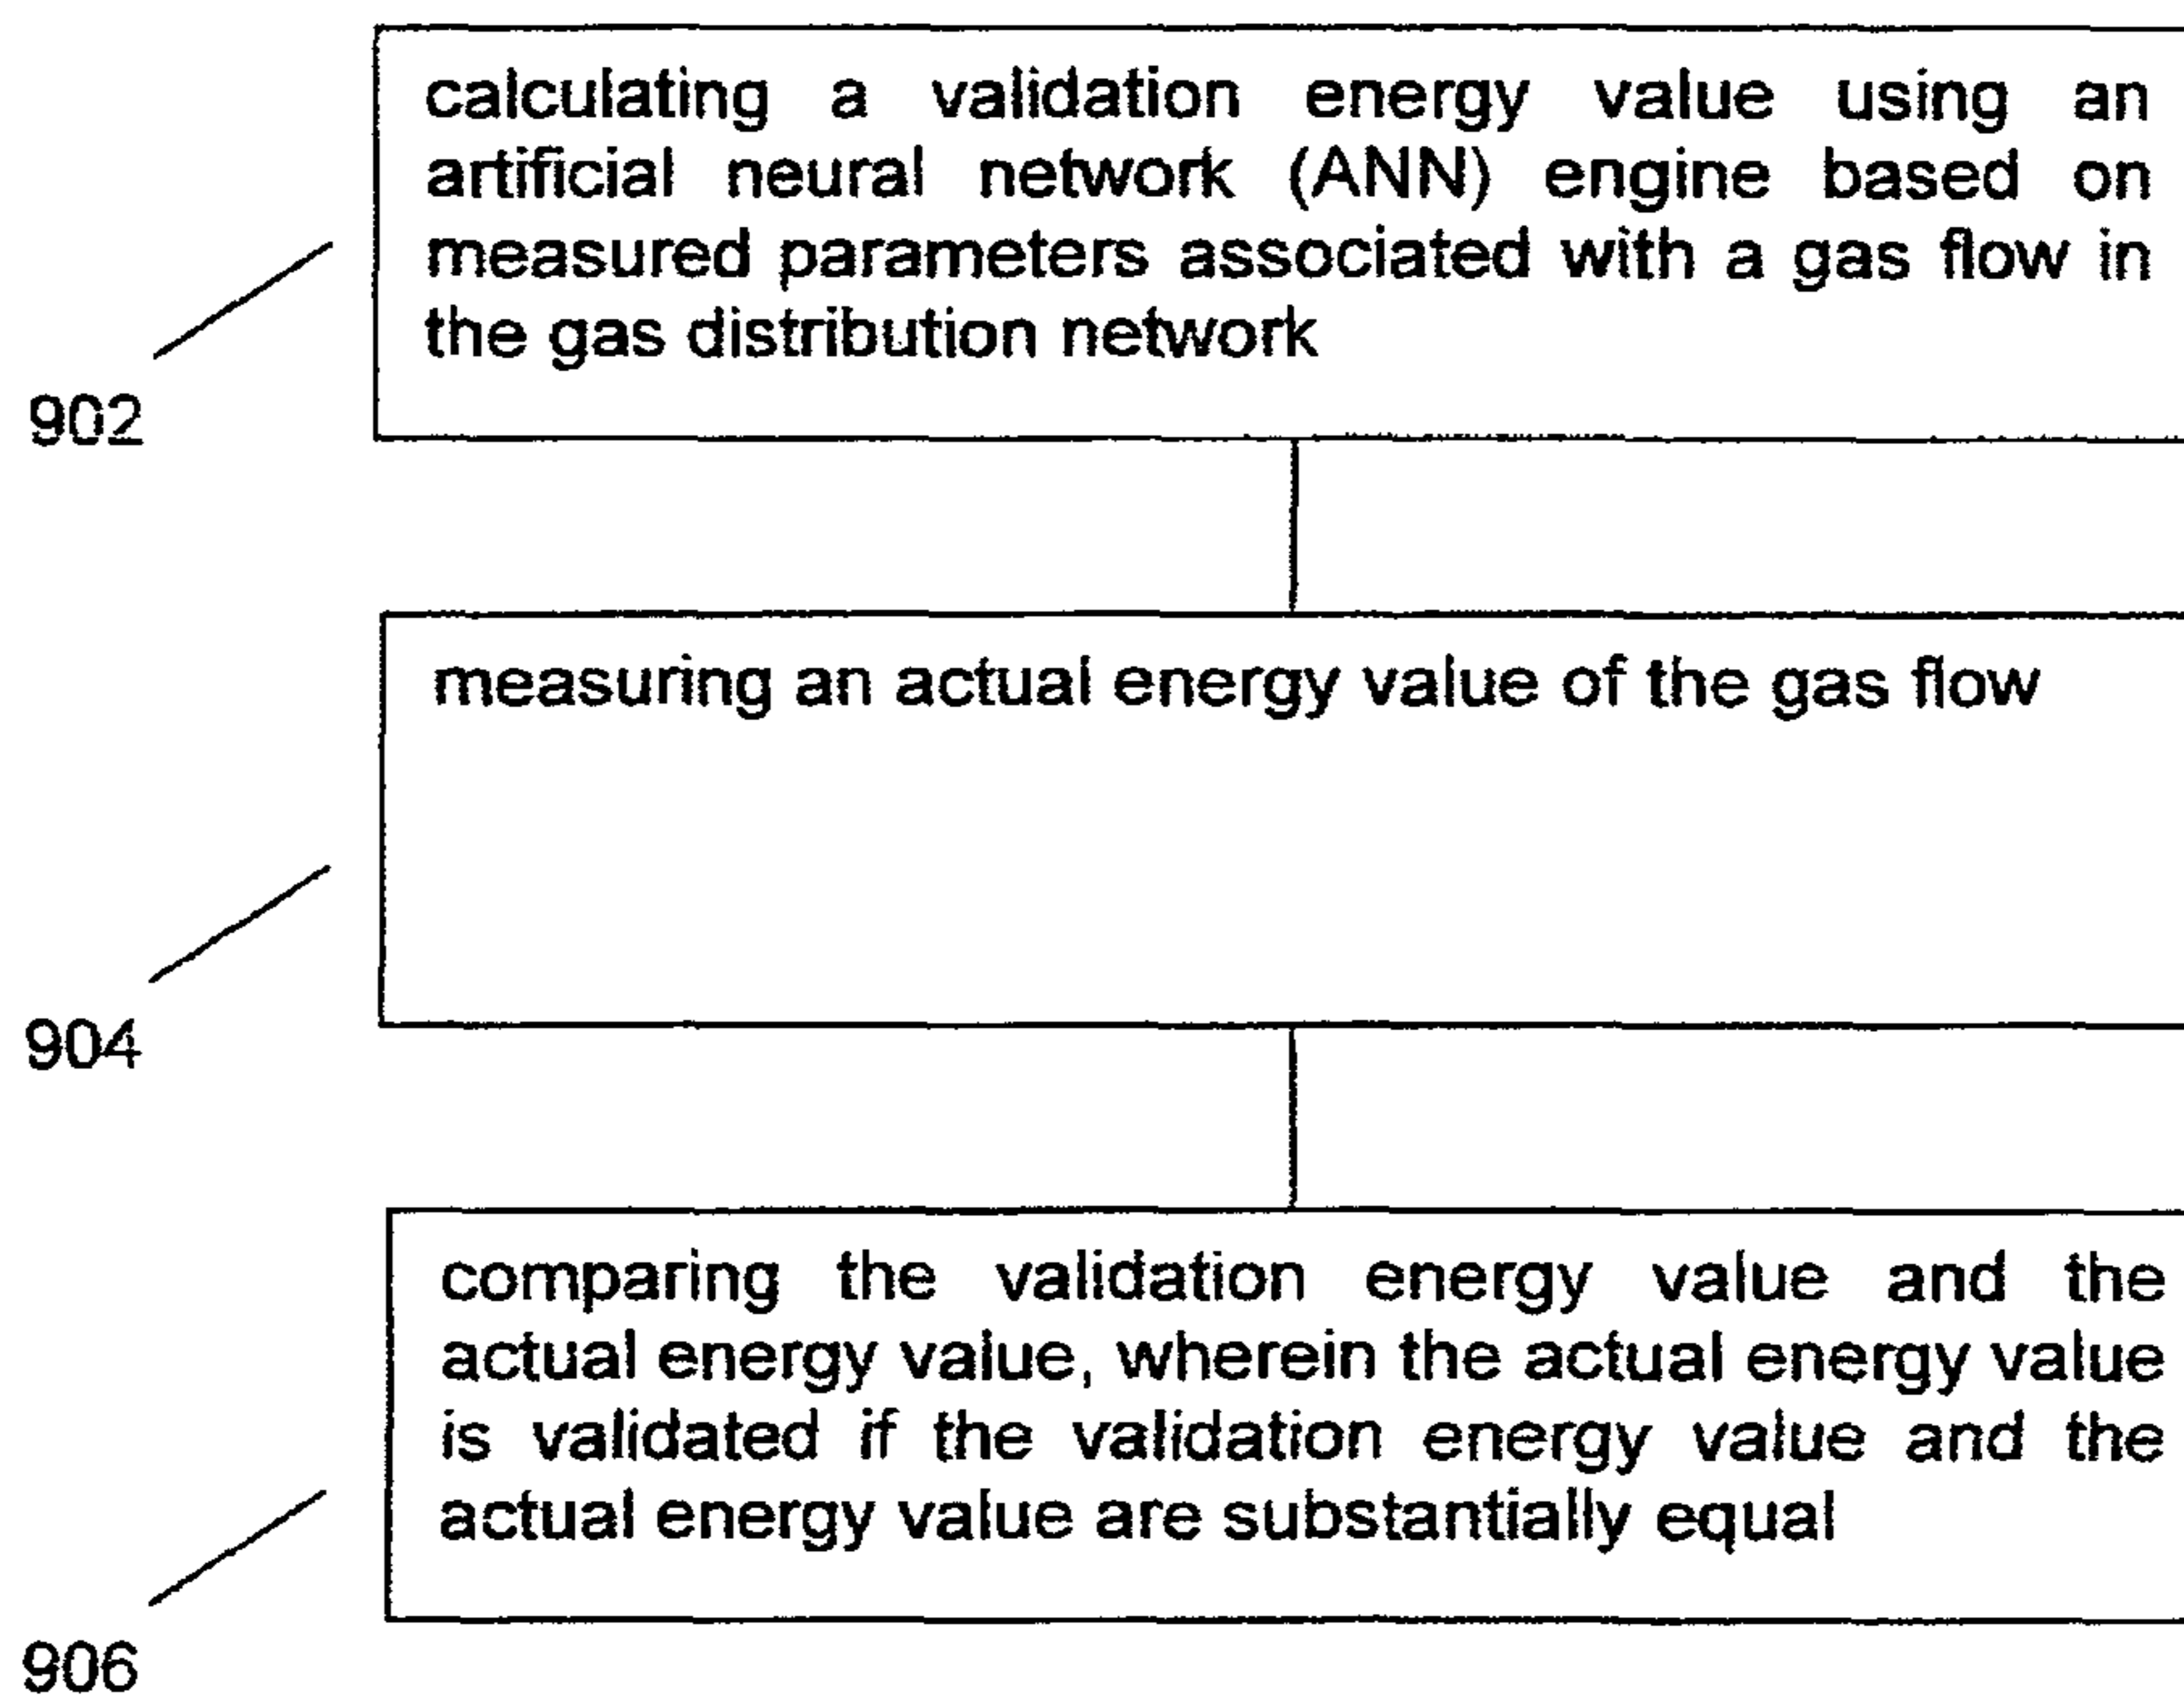 calculating a validation energy value using an
artificial neural network (ANN) engine based on
measured parameters associated with a gas flow in
the gas distribution network
902
measuring an actual energy value of the gas flow
904
comparing the validation energy value and the
actual energy value, wherein the actual energy value
is validated if the validation energy value and the
actual energy value are substantially equal
906